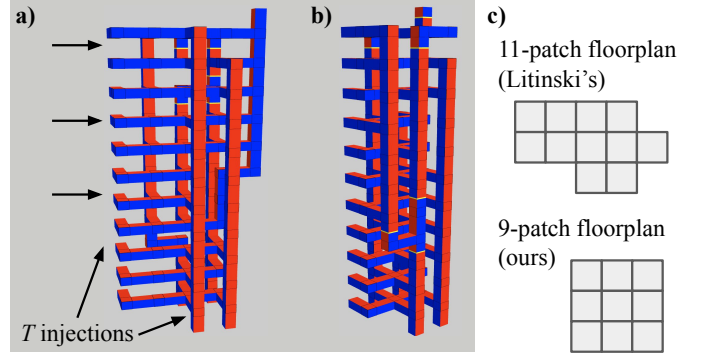 a)
b)
c)
11-patch floorplan
(Litinski's)
9-patch floorplan
(ours)
T injections